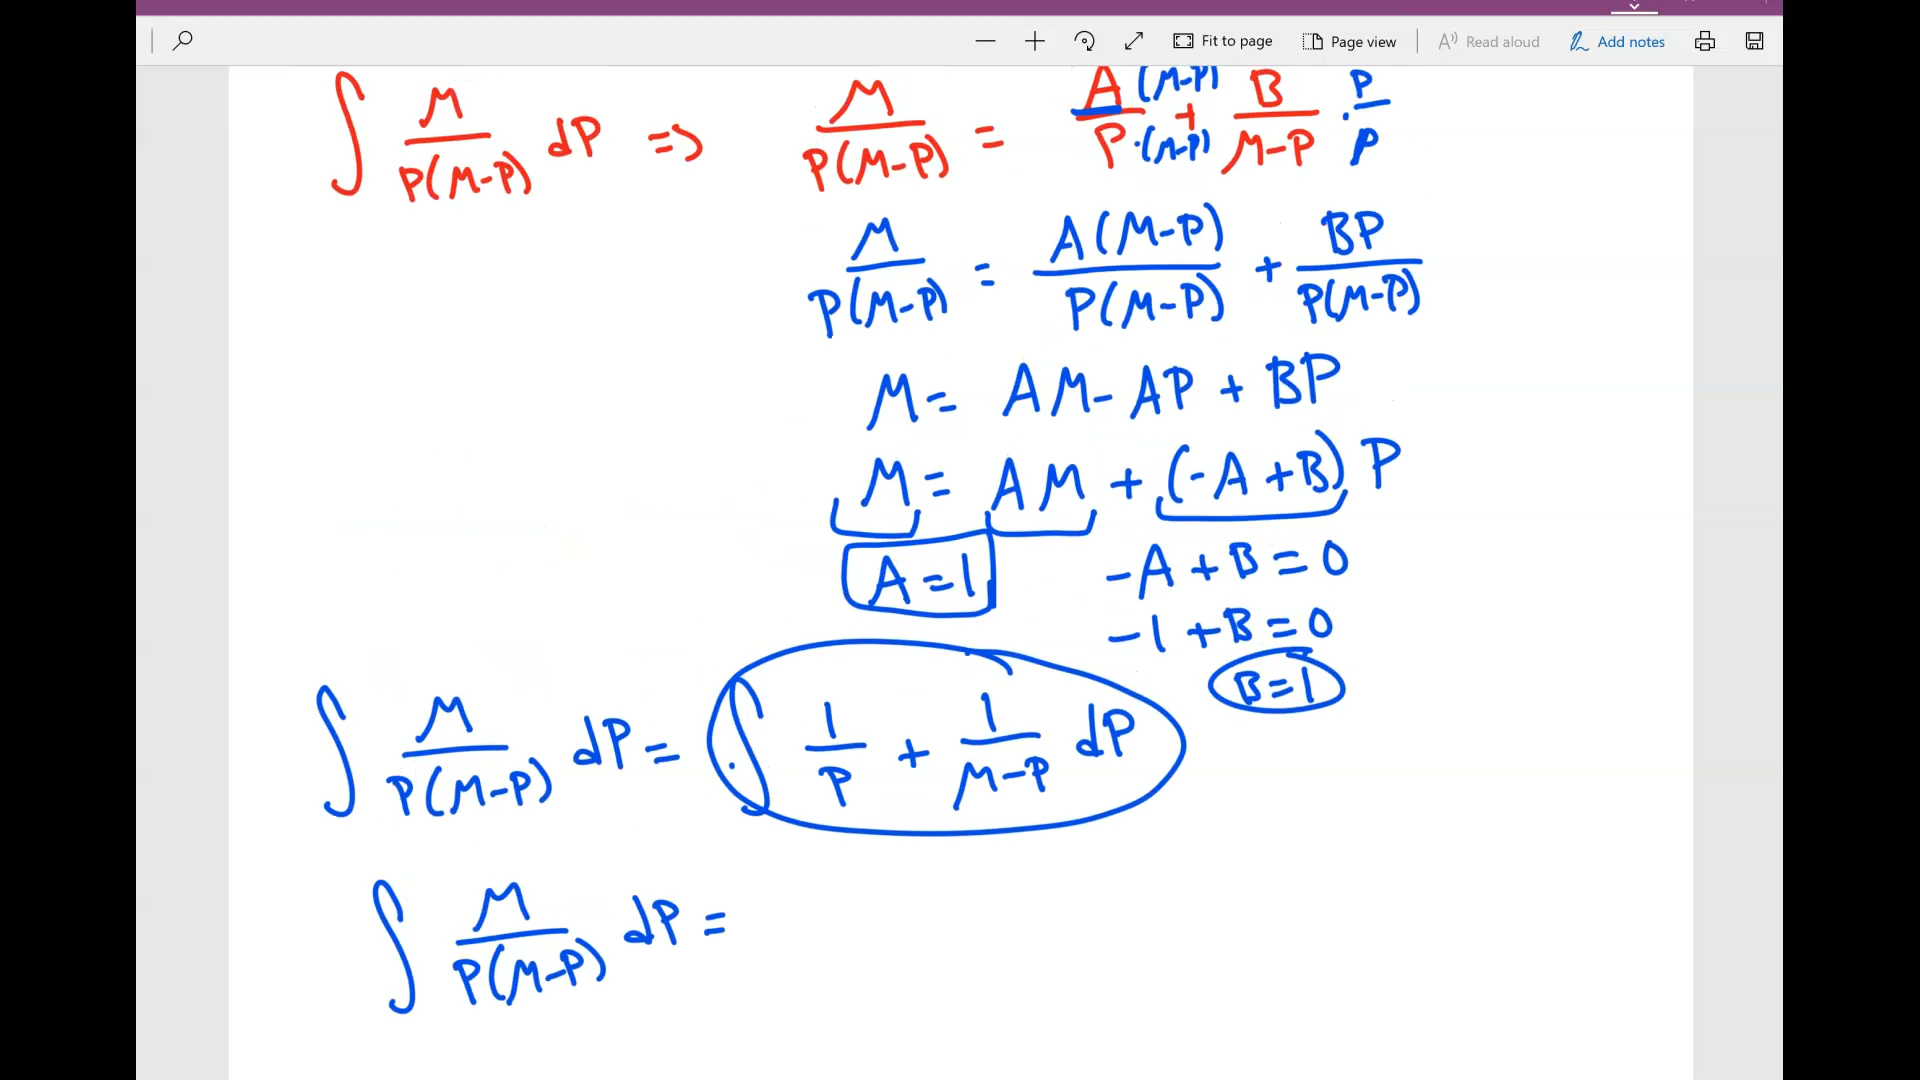 Fit to page Page view Read aloud Add notes
∫ M/(P(M-P)) dP ⇒ M/(P(M-P)) = A/P · (M-P)/(M-P) + B/(M-P) · P/P
M/(P(M-P)) = A(M-P)/(P(M-P)) + BP/(P(M-P))
M = AM - AP + BP
M = AM + (-A + B) P
A = 1 -A + B = 0
-1 + B = 0
B = 1
∫ M/(P(M-P)) dP = ∫ 1/P + 1/(M-P) dP
∫ M/(P(M-P)) dP =